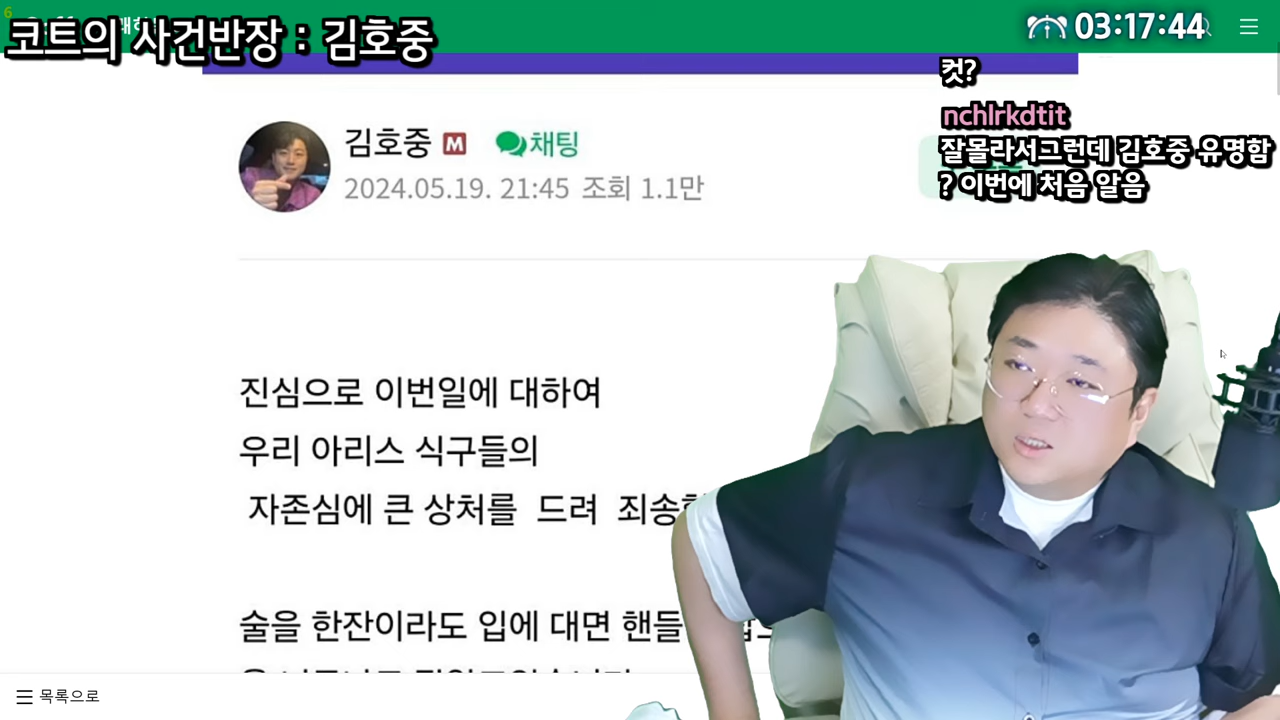 6
코트의 사건반장 : 김호중
03:17:44
컷?
nchlrkdtit
잘몰라서그런데 김호중 유명함
? 이번에 처음 알음
김호중 M 채팅
2024.05.19. 21:45 조회 1.1만
진심으로 이번일에 대하여
우리 아리스 식구들의
자존심에 큰 상처를 드려
술을 한잔이라도 입에 대면
목록으로